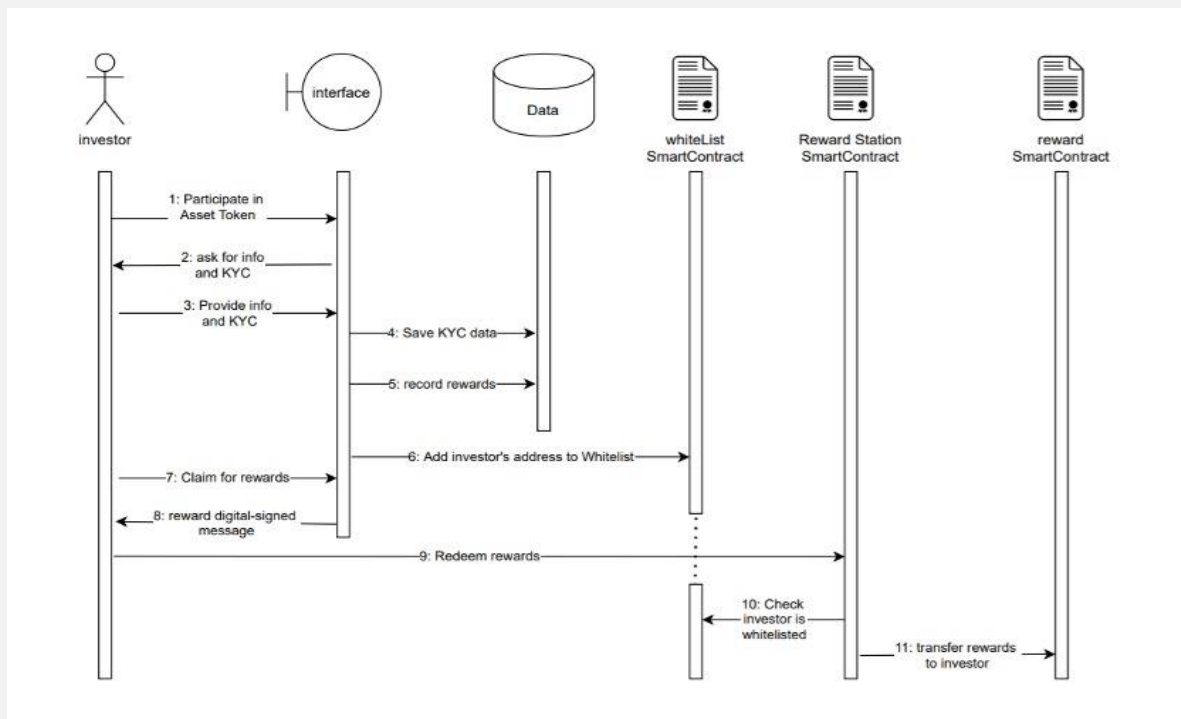 investor
interface
Data
whiteList
SmartContract
Reward Station
SmartContract
reward
SmartContract
1: Participate in
Asset Token
2: ask for info
and KYC
3: Provide info
and KYC
4: Save KYC data
5: record rewards
6: Add investor's address to Whitelist
7: Claim for rewards
8: reward digital-signed
message
9: Redeem rewards
10: Check
investor is
whitelisted
11: transfer rewards
to investor